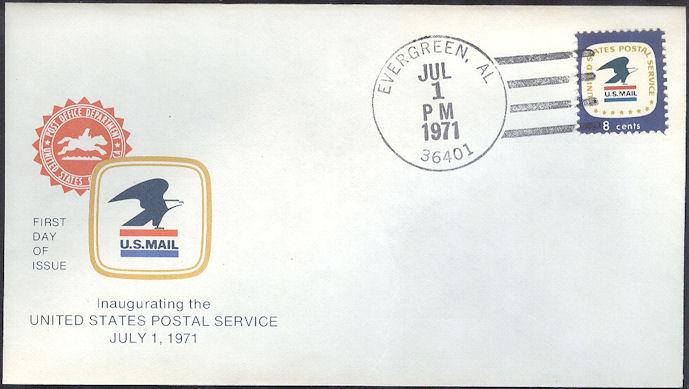 EVERGREEN, AL
JUL
1
PM
1971
36401
UNITED STATES POSTAL SERVICE
U.S.MAIL
8 cents
POST OFFICE DEPARTMENT
UNITED STATES
FIRST
DAY
OF
ISSUE
U.S.MAIL
Inaugurating the
UNITED STATES POSTAL SERVICE
JULY 1, 1971